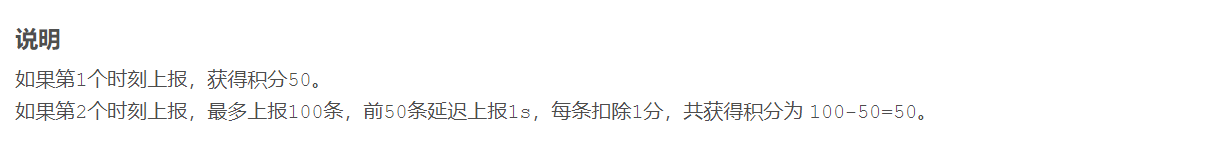 说明
如果第1个时刻上报，获得积分50。
如果第2个时刻上报，最多上报100条，前50条延迟上报1s，每条扣除1分，共获得积分为 100-50=50。